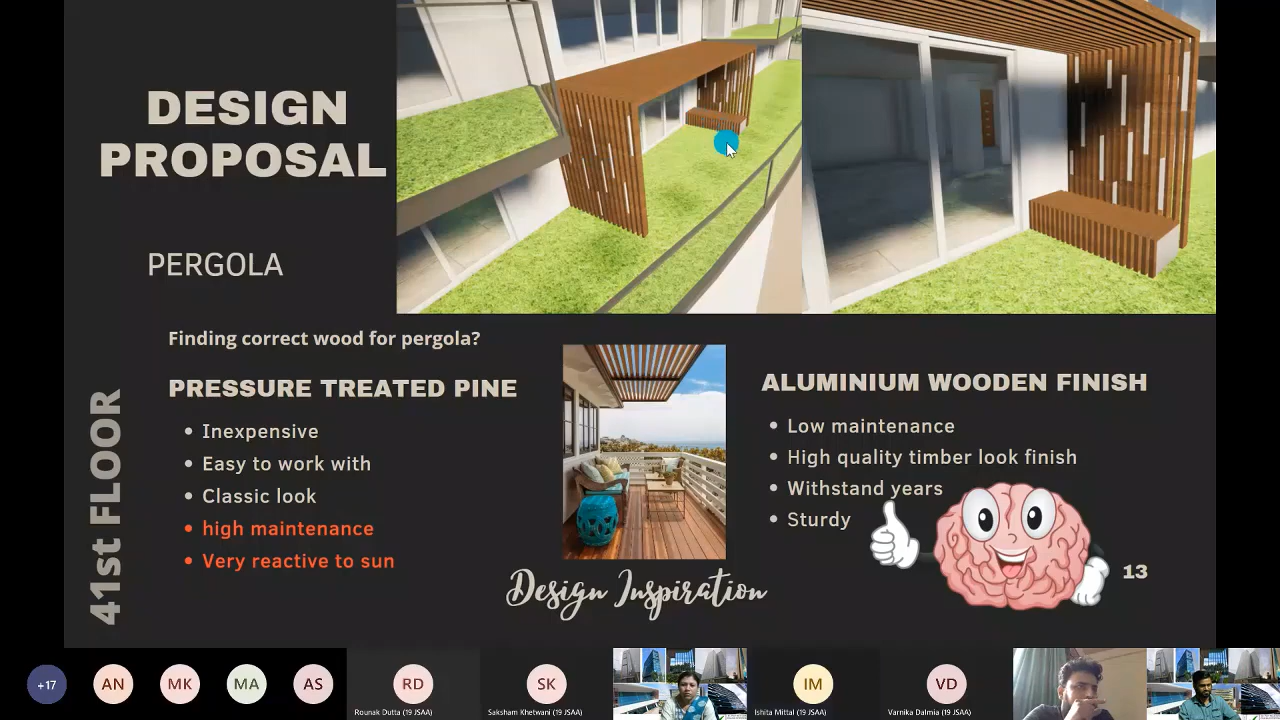 DESIGN
PROPOSAL
PERGOLA
Finding correct wood for pergola?
PRESSURE TREATED PINE
Inexpensive
Easy to work with
Classic look
high maintenance
Very reactive to sun
41st FLOOR
Design Inspiration
ALUMINIUM WOODEN FINISH
Low maintenance
High quality timber look finish
Withstand years
Sturdy
13
+17
AN
MK
MA
AS
RD
Rounak Dutta (19 JSAA)
SK
Saksham Khetwani (19 JSAA)
IM
Ishita Mittal (19 JSAA)
VD
Varnika Dalmia (19 JSAA)